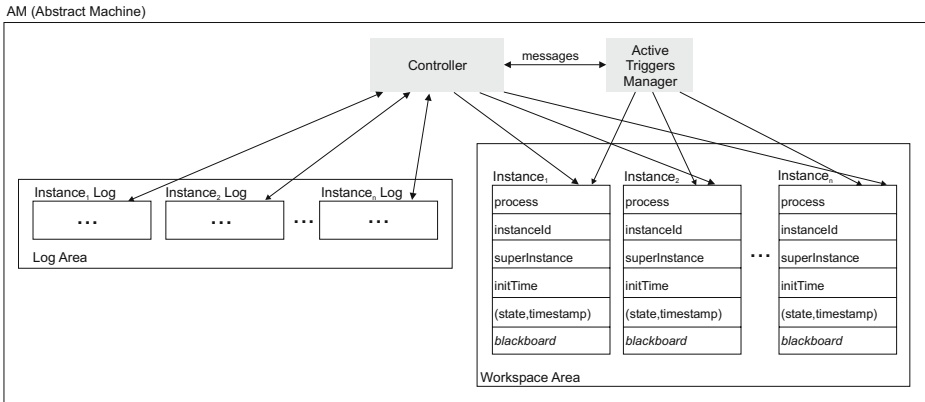 AM (Abstract Machine)
Controller
messages
Active
Triggers
Manager
Instance1 Log
Instance2 Log
Instancen Log
...
...
...
...
Log Area
Instance1
Instance2
Instancen
process
process
process
instanceId
instanceId
instanceId
superInstance
superInstance
...
superInstance
initTime
initTime
initTime
(state,timestamp)
(state,timestamp)
(state,timestamp)
blackboard
blackboard
blackboard
Workspace Area